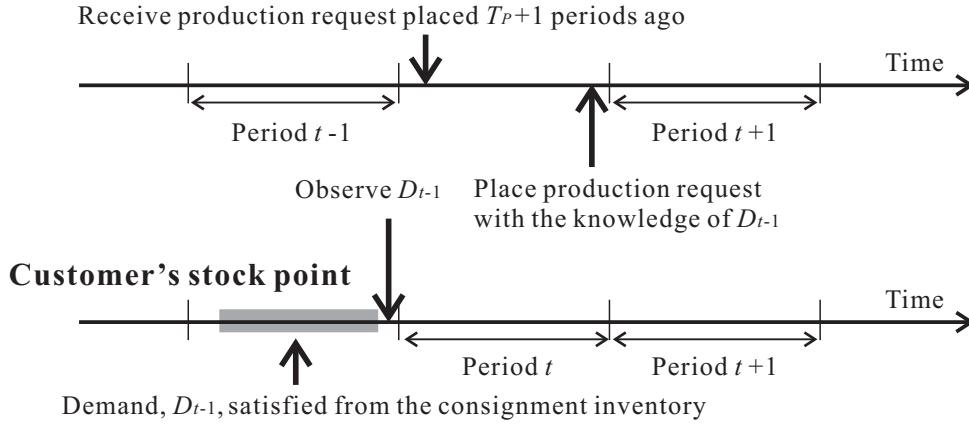 Receive production request placed TP+1 periods ago
Time
Period t-1
Period t+1
Observe Dt-1
Place production request
with the knowledge of Dt-1
Customer's stock point
Time
Period t
Period t+1
Demand, Dt-1, satisfied from the consignment inventory